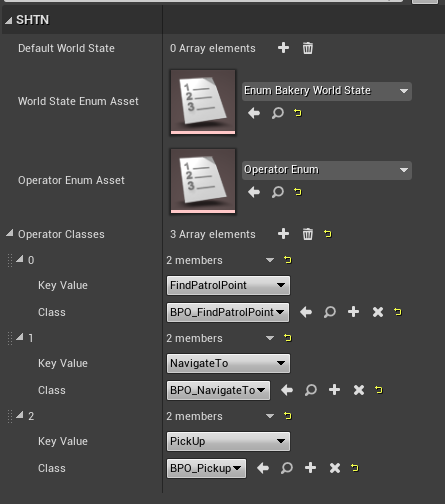 SHTN
Default World State 0 Array elements
World State Enum Asset Enum Bakery World State
Operator Enum Asset Operator Enum
Operator Classes 3 Array elements
0 2 members
Key Value FindPatrolPoint
Class BPO_FindPatrolPoint
1 2 members
Key Value NavigateTo
Class BPO_NavigateTo
2 2 members
Key Value PickUp
Class BPO_Pickup